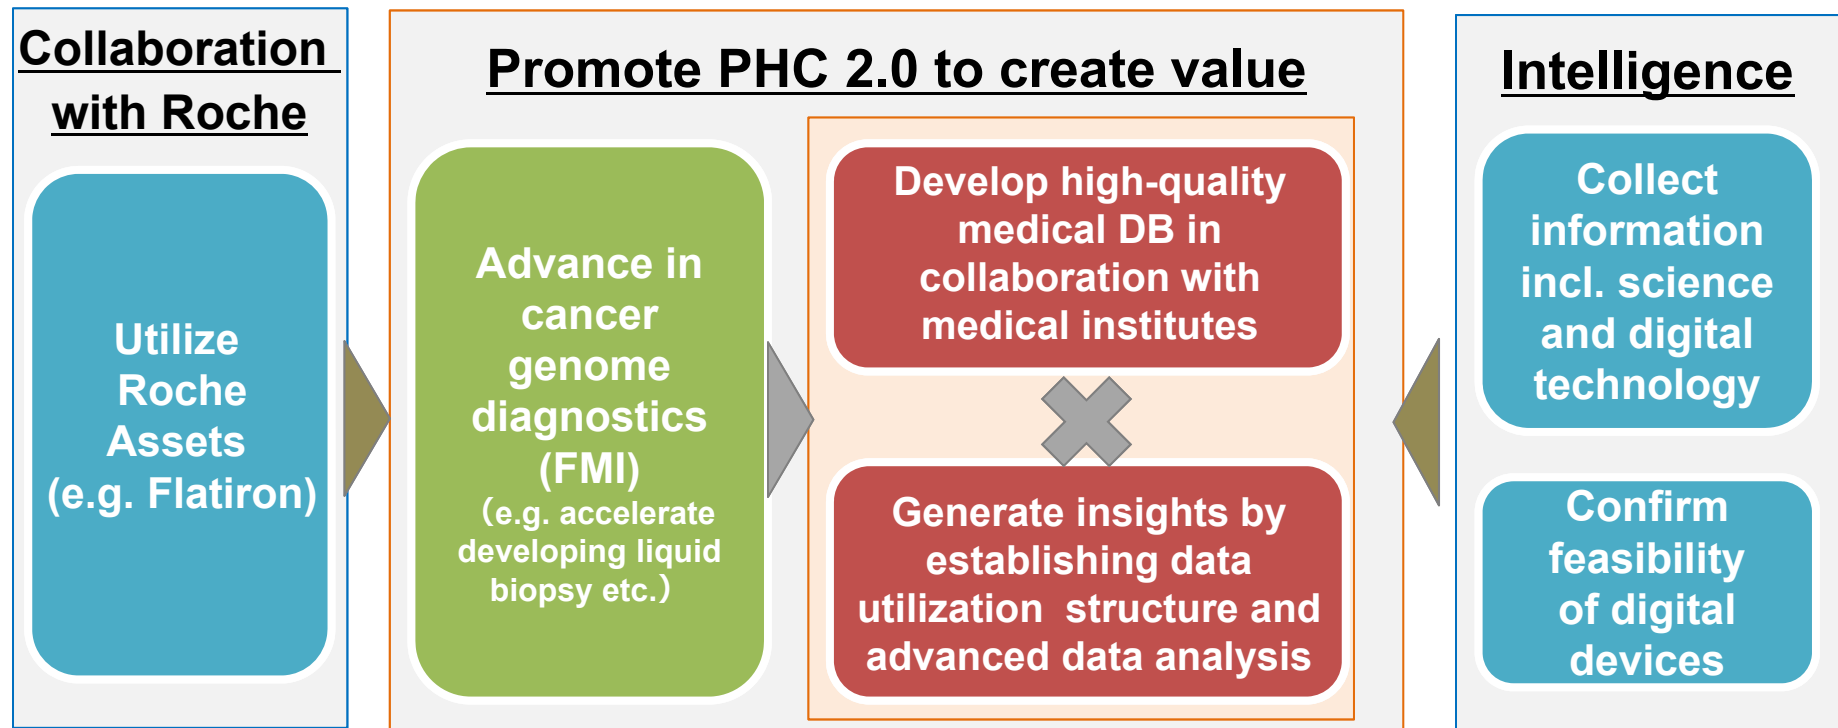 Collaboration
with Roche
Utilize
Roche
Assets
(e.g. Flatiron)
Promote PHC 2.0 to create value
Advance in
cancer
genome
diagnostics
(FMI)
（e.g. accelerate
developing liquid
biopsy etc.）
Develop high-quality
medical DB in
collaboration with
medical institutes
Generate insights by
establishing data
utilization structure and
advanced data analysis
Intelligence
Collect
information
incl. science
and digital
technology
Confirm
feasibility
of digital
devices